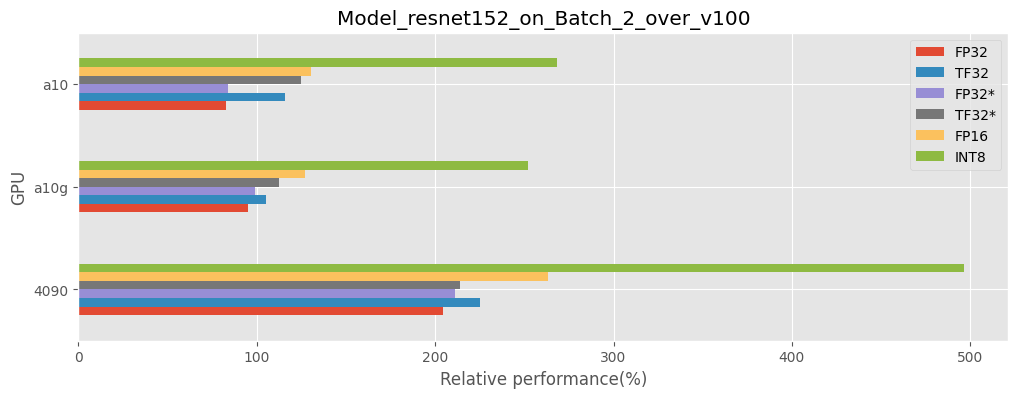 Model_resnet152_on_Batch_2_over_v100
FP32
TF32
FP32*
TF32*
FP16
INT8
GPU
a10
a10g
4090
0 100 200 300 400 500
Relative performance(%)